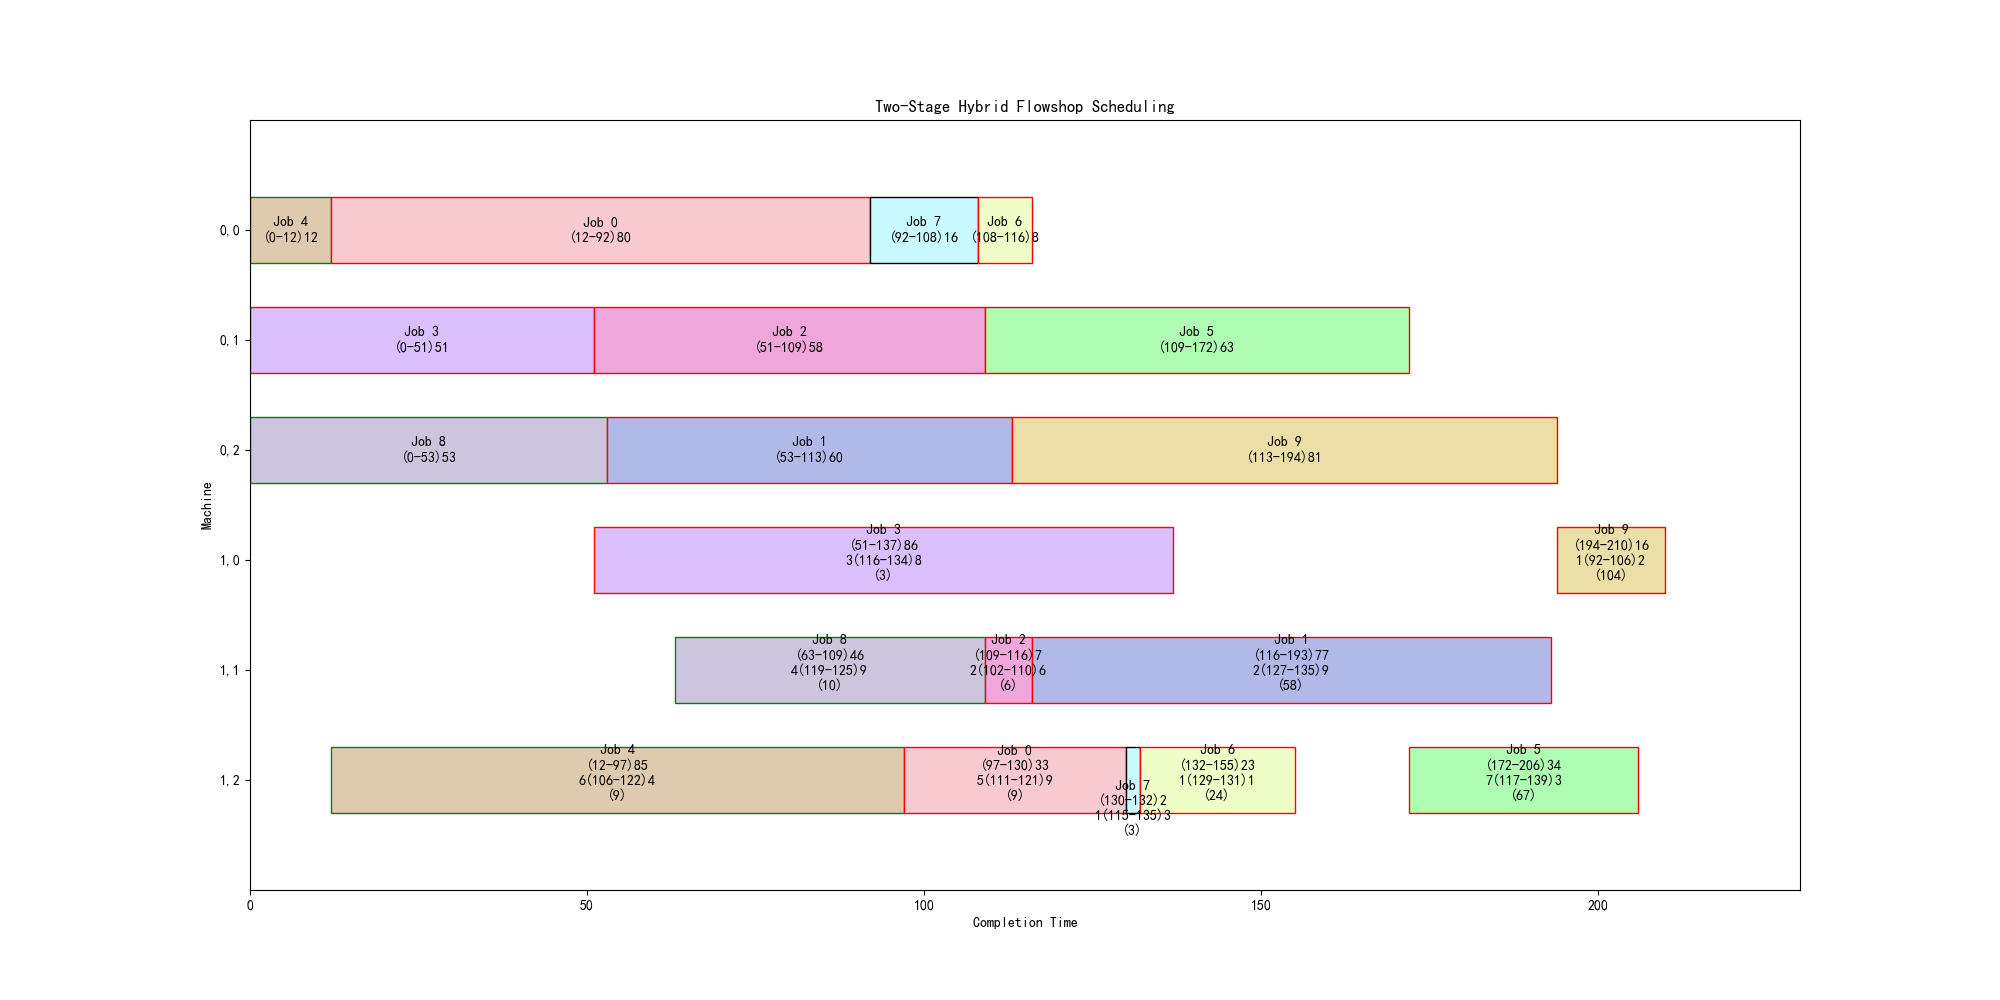 Two-Stage Hybrid Flowshop Scheduling
0,0
Job 4
(0-12)12
Job 0
(12-92)80
Job 7
(92-108)16
Job 6
(108-116)8
0,1
Job 3
(0-51)51
Job 2
(51-109)58
Job 5
(109-172)63
0,2
Job 8
(0-53)53
Job 1
(53-113)60
Job 9
(113-194)81
Machine
1,0
Job 3
(51-137)86
3(116-134)8
(3)
Job 9
(194-210)16
1(92-106)2
(104)
1,1
Job 8
(63-109)46
4(119-125)9
(10)
Job 2
(109-116)7
2(102-110)6
(6)
Job 1
(116-193)77
2(127-135)9
(58)
1,2
Job 4
(12-97)85
6(106-122)4
(9)
Job 0
(97-130)33
5(111-121)9
(9)
Job 7
(130-132)2
1(115-135)3
(3)
Job 6
(132-155)23
1(129-131)1
(24)
Job 5
(172-206)34
7(117-139)3
(67)
0
50
100
150
200
Completion Time